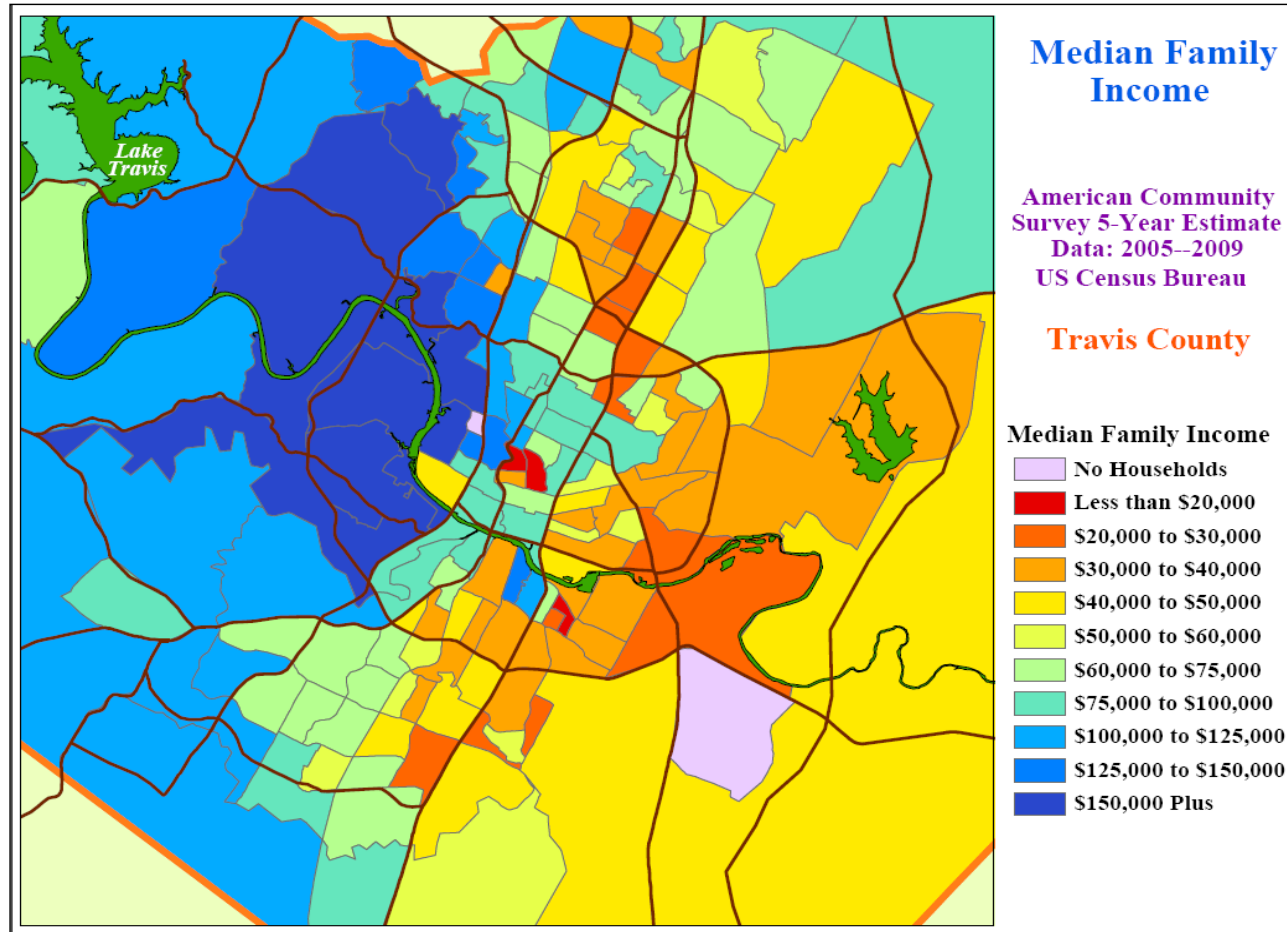 Lake
Travis
Median Family
Income
American Community
Survey 5-Year Estimate
Data: 2005--2009
US Census Bureau
Travis County
Median Family Income
No Households
Less than $20,000
$20,000 to $30,000
$30,000 to $40,000
$40,000 to $50,000
$50,000 to $60,000
$60,000 to $75,000
$75,000 to $100,000
$100,000 to $125,000
$125,000 to $150,000
$150,000 Plus